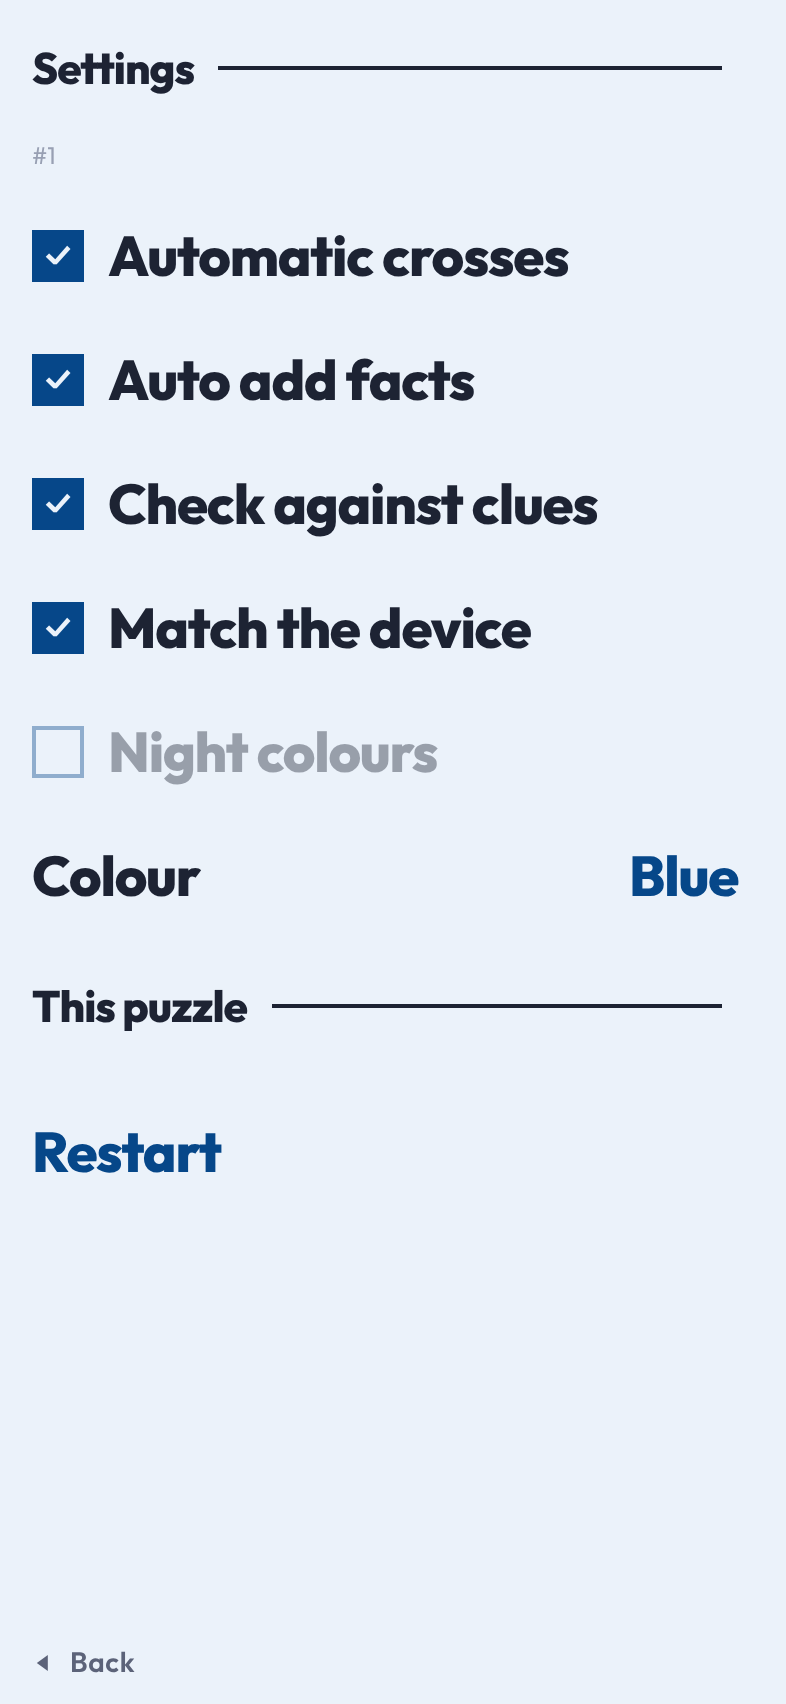 Settings
#1
Automatic crosses
Auto add facts
Check against clues
Match the device
Night colours
Colour Blue
This puzzle
Restart
Back